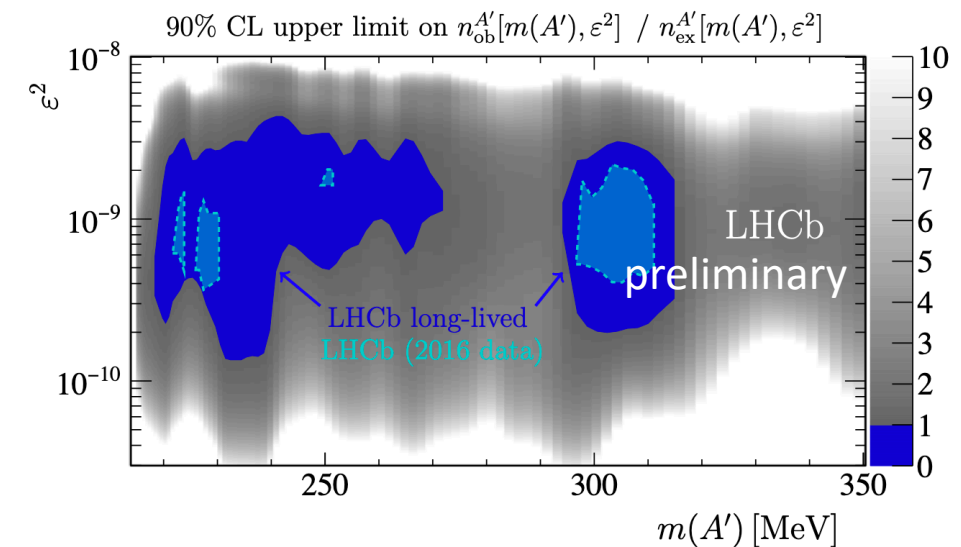 90% CL upper limit on n_ob^A'[m(A'), ε²] / n_ex^A'[m(A'), ε²]
ε²
10⁻⁸
10⁻⁹
10⁻¹⁰
LHCb
preliminary
LHCb long-lived
LHCb (2016 data)
250
300
350
m(A') [MeV]
10
9
8
7
6
5
4
3
2
1
0